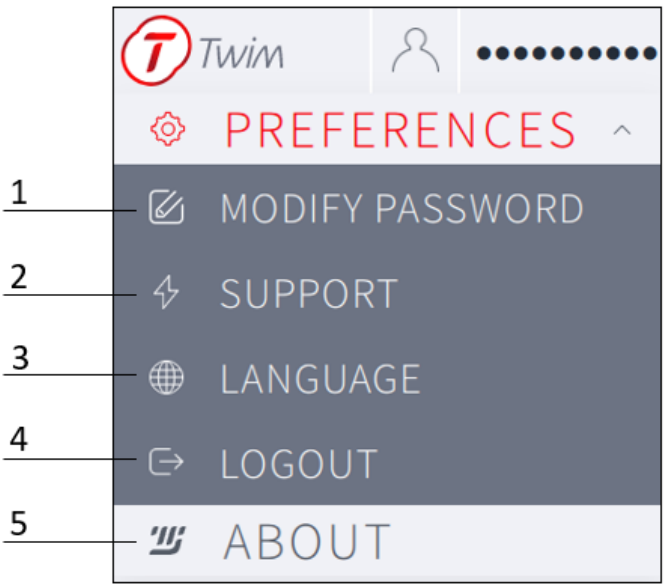 T Twim ••••••••••
PREFERENCES
1 MODIFY PASSWORD
2 SUPPORT
3 LANGUAGE
4 LOGOUT
5 ABOUT